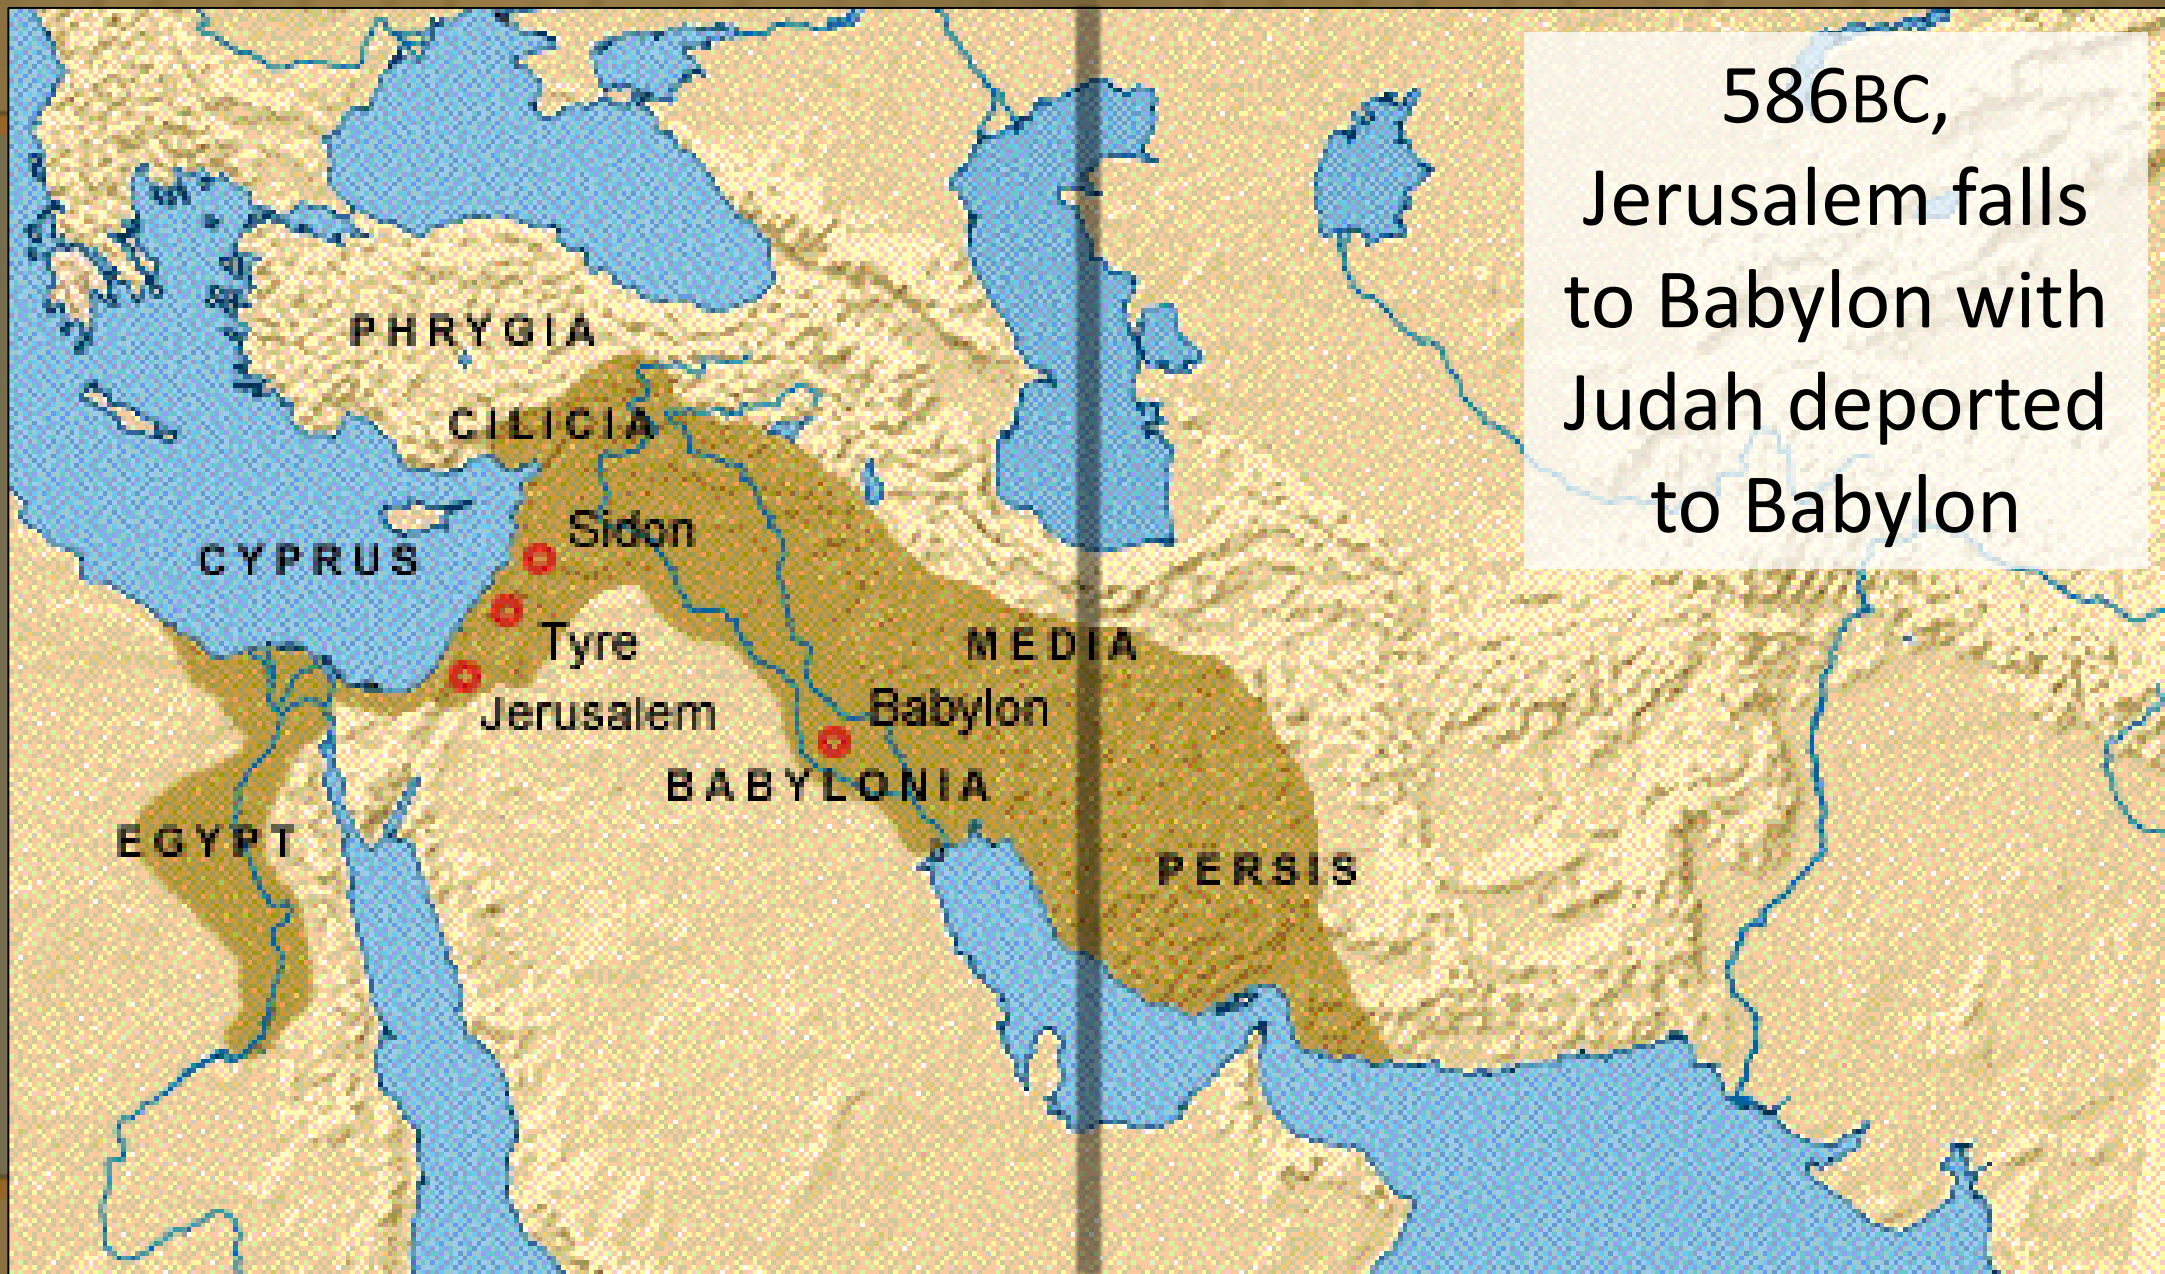 586BC,
Jerusalem falls
to Babylon with
Judah deported
to Babylon
PHRYGIA
CILICIA
Sidon
CYPRUS
Tyre
MEDIA
Jerusalem
Babylon
BABYLONIA
EGYPT
PERSIS